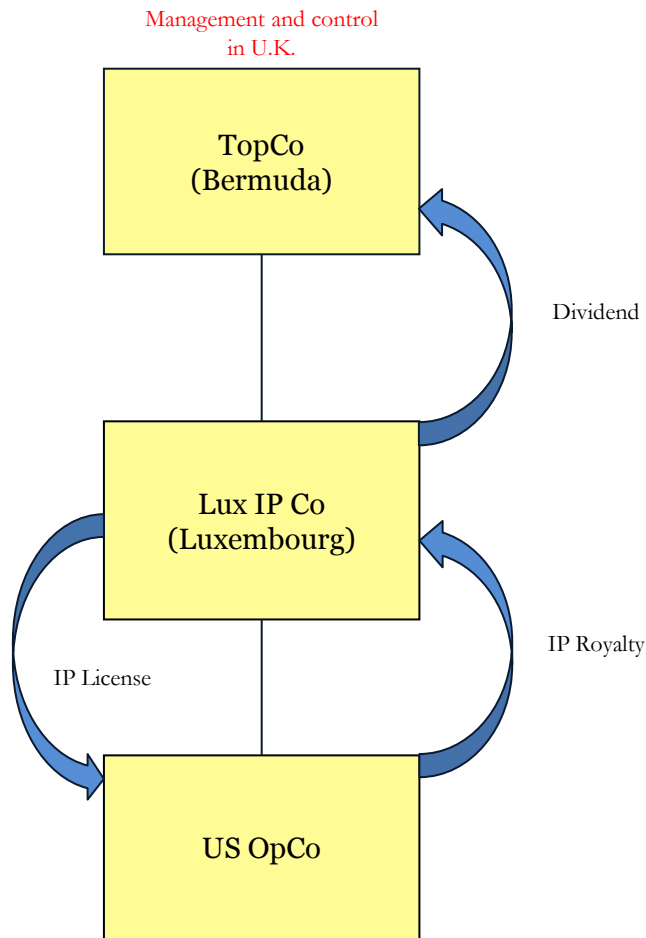 Management and control
in U.K.
TopCo
(Bermuda)
Dividend
Lux IP Co
(Luxembourg)
IP Royalty
IP License
US OpCo